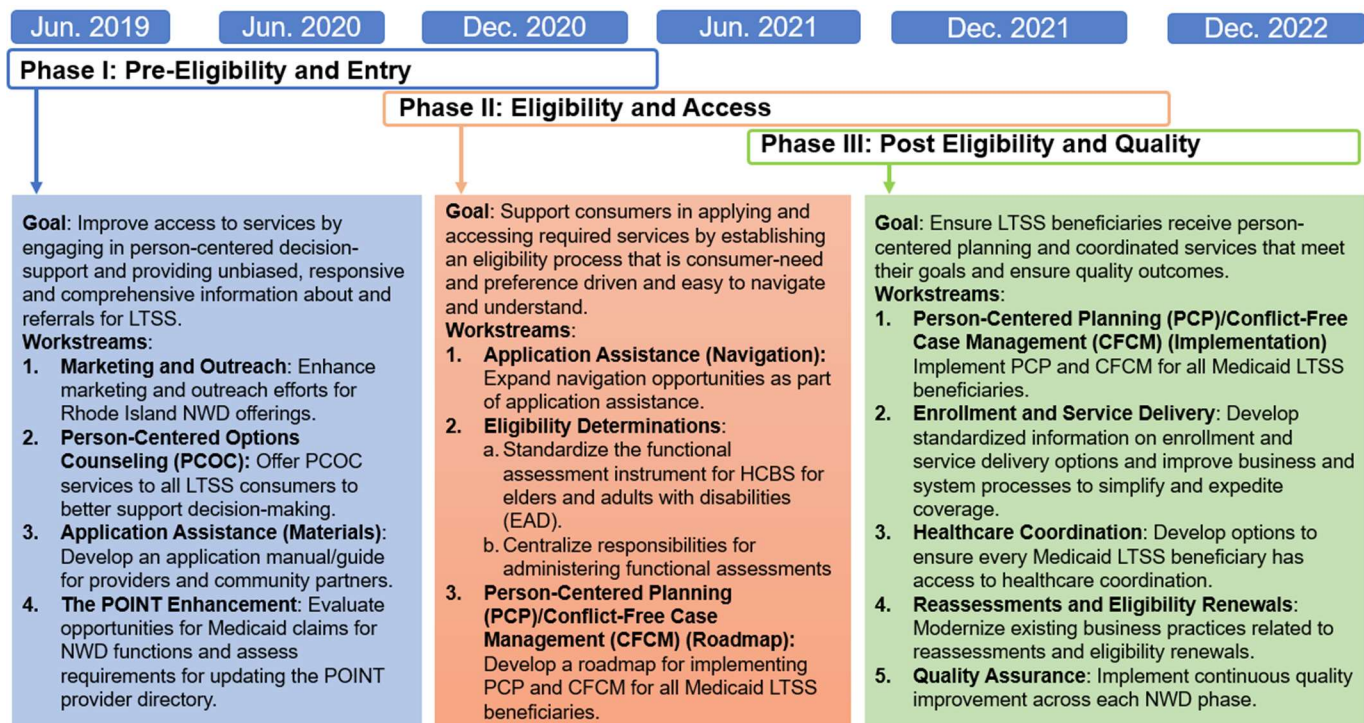 Jun. 2019
Jun. 2020
Dec. 2020
Jun. 2021
Dec. 2021
Dec. 2022
Phase I: Pre-Eligibility and Entry
Phase II: Eligibility and Access
Phase III: Post Eligibility and Quality
Goal: Improve access to services by
engaging in person-centered decision-
support and providing unbiased, responsive
and comprehensive information about and
referrals for LTSS.
Workstreams:
1. Marketing and Outreach: Enhance
marketing and outreach efforts for
Rhode Island NWD offerings.
2. Person-Centered Options
Counseling (PCOC): Offer PCOC
services to all LTSS consumers to
better support decision-making.
3. Application Assistance (Materials):
Develop an application manual/guide
for providers and community partners.
4. The POINT Enhancement: Evaluate
opportunities for Medicaid claims for
NWD functions and assess
requirements for updating the POINT
provider directory.
Goal: Support consumers in applying and
accessing required services by establishing
an eligibility process that is consumer-need
and preference driven and easy to navigate
and understand.
Workstreams:
1. Application Assistance (Navigation):
Expand navigation opportunities as part
of application assistance.
2. Eligibility Determinations:
a. Standardize the functional
assessment instrument for HCBS for
elders and adults with disabilities
(EAD).
b. Centralize responsibilities for
administering functional assessments
3. Person-Centered Planning
(PCP)/Conflict-Free Case
Management (CFCM) (Roadmap):
Develop a roadmap for implementing
PCP and CFCM for all Medicaid LTSS
beneficiaries.
Goal: Ensure LTSS beneficiaries receive person-
centered planning and coordinated services that meet
their goals and ensure quality outcomes.
Workstreams:
1. Person-Centered Planning (PCP)/Conflict-Free
Case Management (CFCM) (Implementation)
Implement PCP and CFCM for all Medicaid LTSS
beneficiaries.
2. Enrollment and Service Delivery: Develop
standardized information on enrollment and
service delivery options and improve business and
system processes to simplify and expedite
coverage.
3. Healthcare Coordination: Develop options to
ensure every Medicaid LTSS beneficiary has
access to healthcare coordination.
4. Reassessments and Eligibility Renewals:
Modernize existing business practices related to
reassessments and eligibility renewals.
5. Quality Assurance: Implement continuous quality
improvement across each NWD phase.